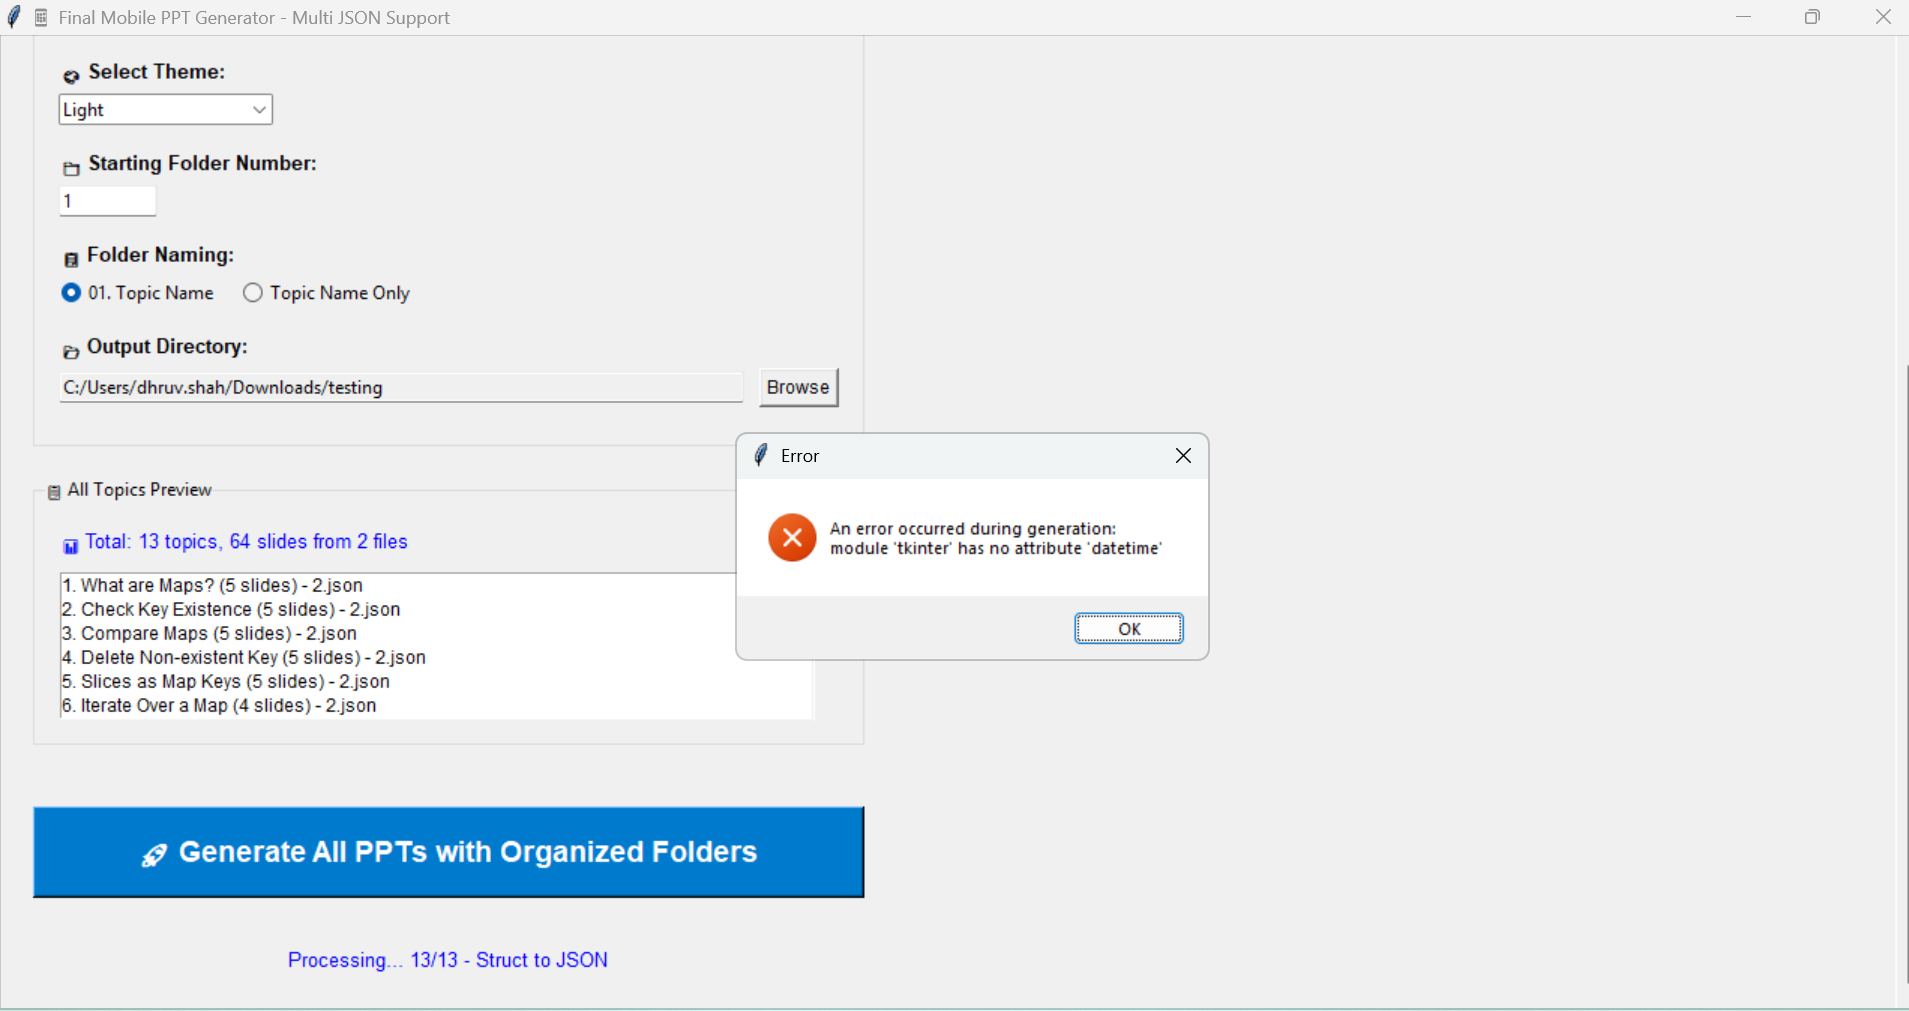 Final Mobile PPT Generator - Multi JSON Support
Select Theme:
Light
Starting Folder Number:
1
Folder Naming:
01. Topic Name
Topic Name Only
Output Directory:
C:/Users/dhruv.shah/Downloads/testing
Browse
Error
An error occurred during generation:
module 'tkinter' has no attribute 'datetime'
OK
All Topics Preview
Total: 13 topics, 64 slides from 2 files
1. What are Maps? (5 slides) - 2.json
2. Check Key Existence (5 slides) - 2.json
3. Compare Maps (5 slides) - 2.json
4. Delete Non-existent Key (5 slides) - 2.json
5. Slices as Map Keys (5 slides) - 2.json
6. Iterate Over a Map (4 slides) - 2.json
Generate All PPTs with Organized Folders
Processing... 13/13 - Struct to JSON